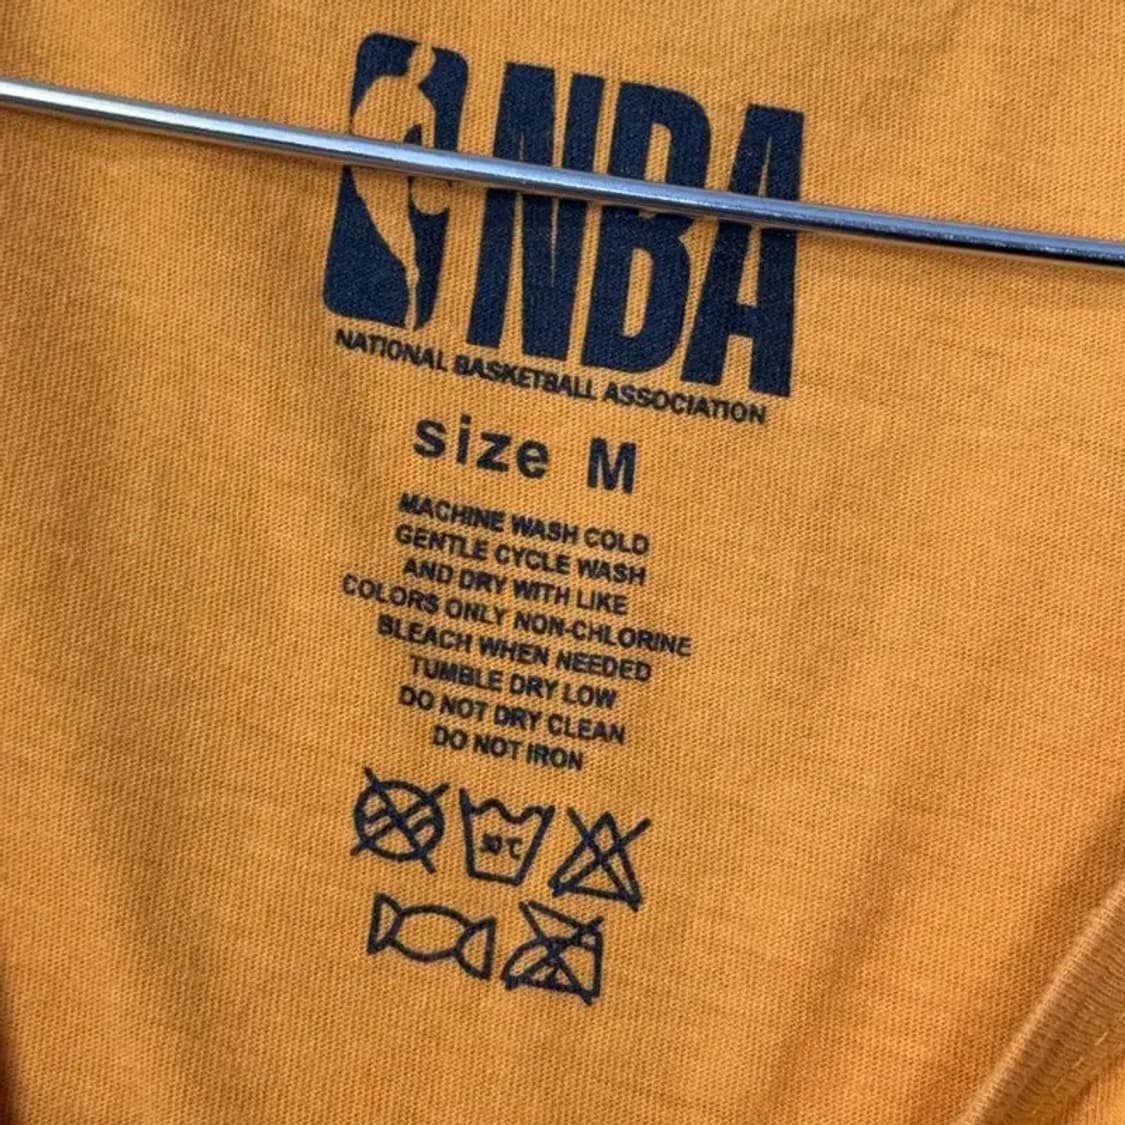 NBA
NATIONAL BASKETBALL ASSOCIATION
size M
MACHINE WASH COLD
GENTLE CYCLE WASH
AND DRY WITH LIKE
COLORS ONLY NON-CHLORINE
BLEACH WHEN NEEDED
TUMBLE DRY LOW
DO NOT DRY CLEAN
DO NOT IRON
30°C